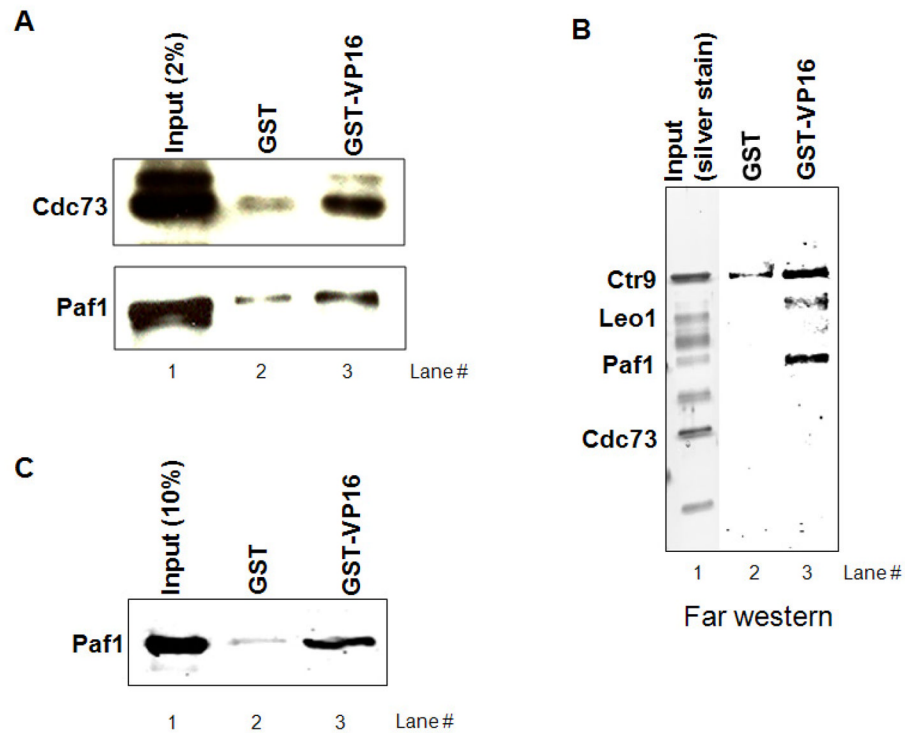 A
Input (2%)
GST
GST-VP16
Cdc73
Paf1
1 2 3 Lane #
B
Input
(silver stain)
GST
GST-VP16
Ctr9
Leo1
Paf1
Cdc73
1 2 3 Lane #
Far western
C
Input (10%)
GST
GST-VP16
Paf1
1 2 3 Lane #